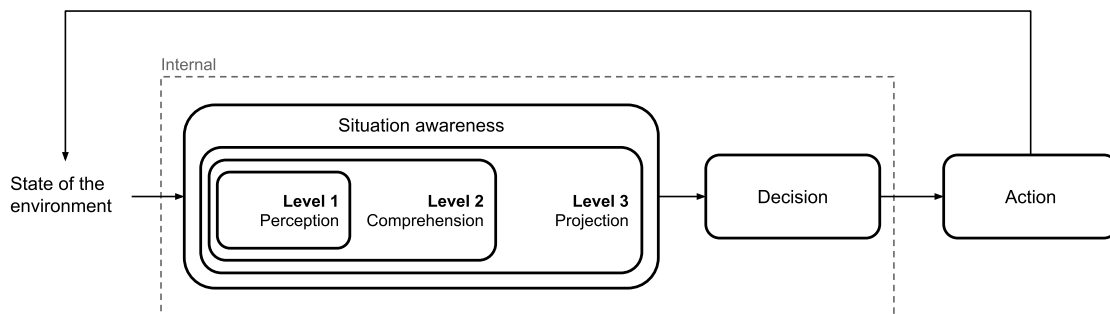 Internal
Situation awareness
State of the
environment
Level 1
Perception
Level 2
Comprehension
Level 3
Projection
Decision
Action